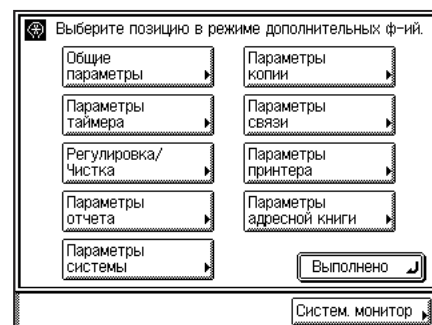 Выберите позицию в режиме дополнительных ф-ий.
Общие
параметры
Параметры
копии
Параметры
таймера
Параметры
связи
Регулировка/
Чистка
Параметры
принтера
Параметры
отчета
Параметры
адресной книги
Параметры
системы
Выполнено
Систем. монитор